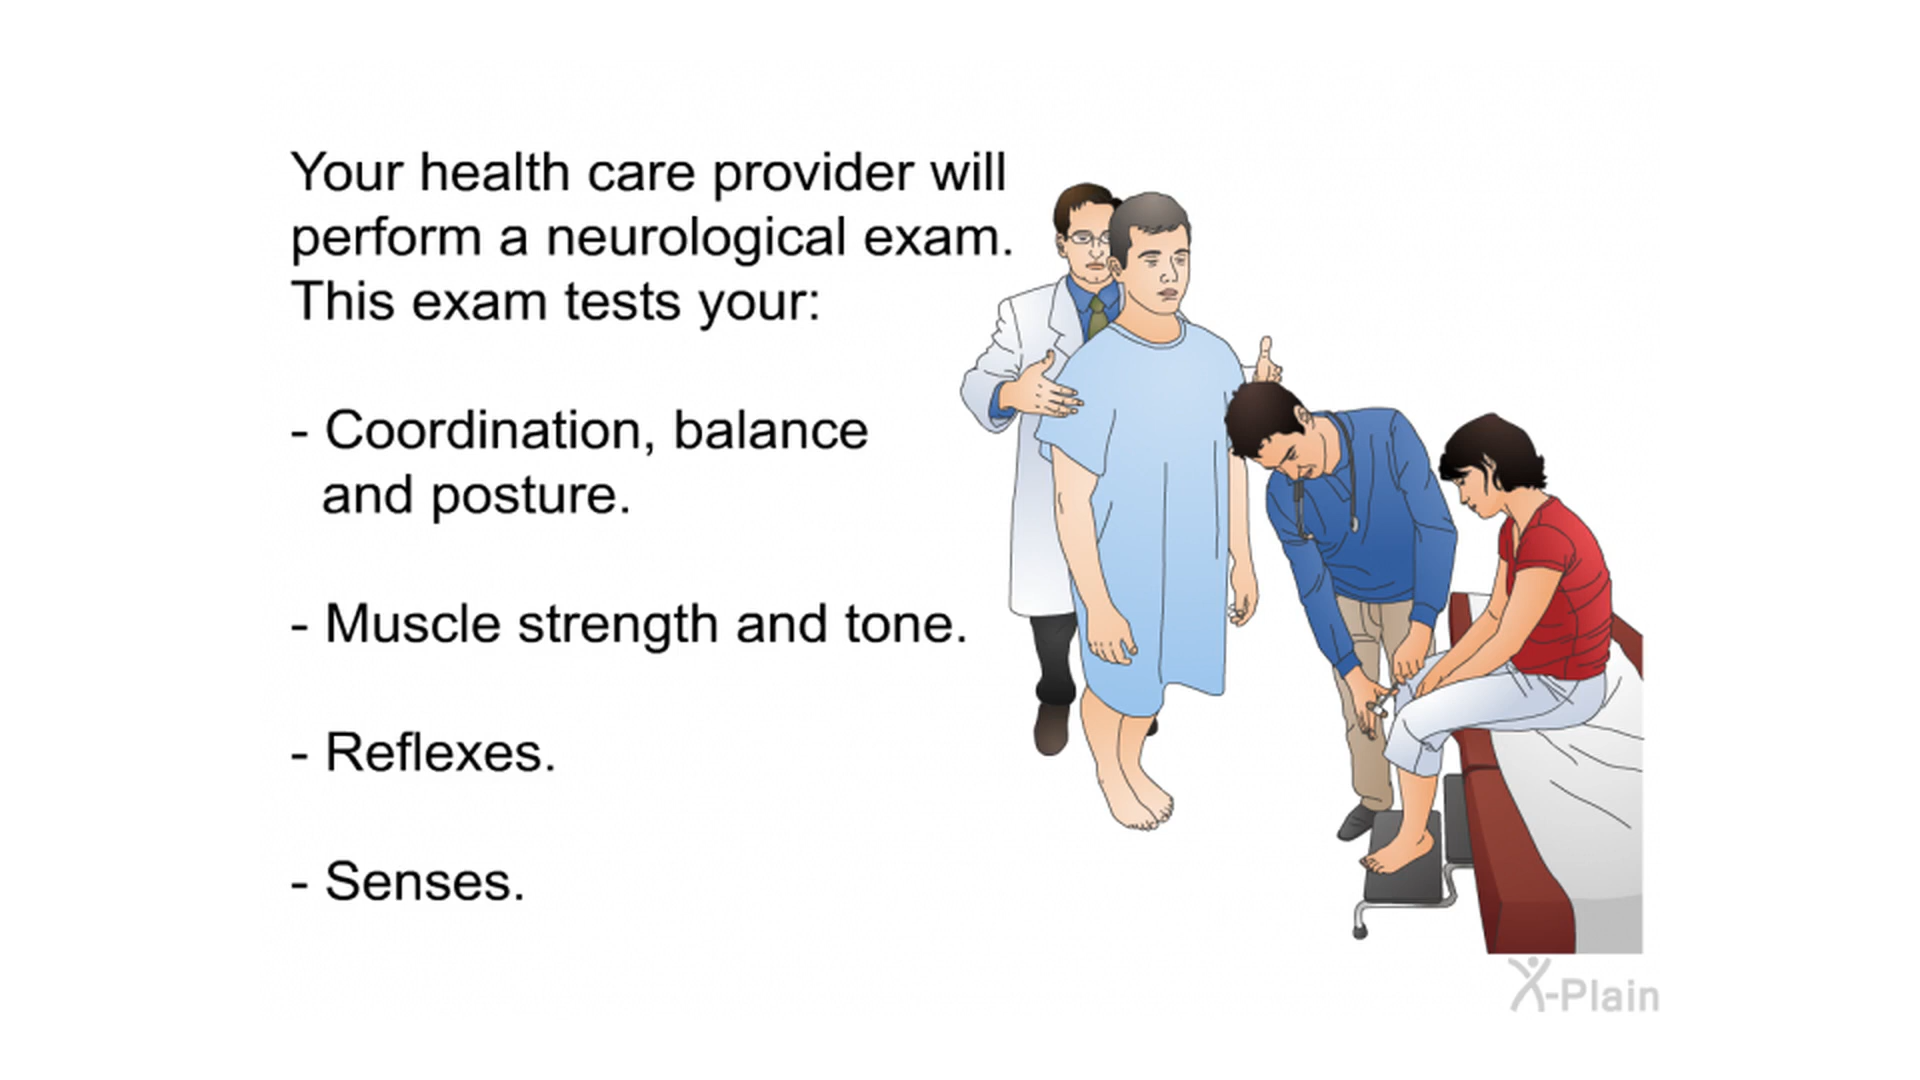 Your health care provider will
perform a neurological exam.
This exam tests your:
- Coordination, balance
and posture.
- Muscle strength and tone.
- Reflexes.
- Senses.
X-Plain